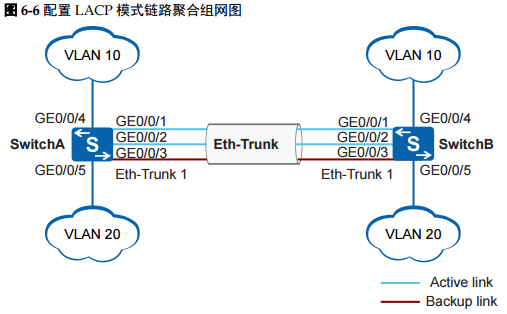 图 6-6 配置 LACP 模式链路聚合组网图
VLAN 10
VLAN 10
GE0/0/4
GE0/0/4
GE0/0/1
GE0/0/1
SwitchA
S
GE0/0/2
Eth-Trunk
GE0/0/2
S
SwitchB
GE0/0/3
GE0/0/3
GE0/0/5
Eth-Trunk 1
Eth-Trunk 1
GE0/0/5
VLAN 20
VLAN 20
Active link
Backup link